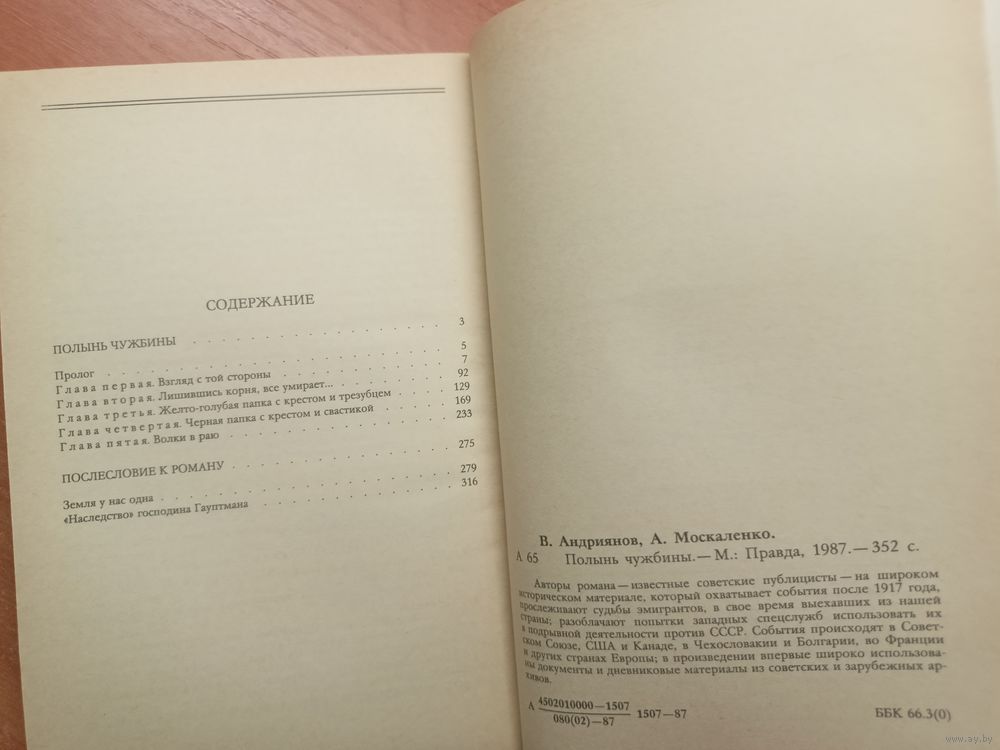 СОДЕРЖАНИЕ
ПОЛЫНЬ ЧУЖБИНЫ . . . . . . . . . . . . . . . . 3
Пролог . . . . . . . . . . . . . . . . . . . . 5
Глава первая. Взгляд с той стороны . . . . . . . 7
Глава вторая. Лишившись корня, все умирает... . . . . 92
Глава третья. Желто-голубая папка с крестом и трезубцем . 129
Глава четвертая. Черная папка с крестом и свастикой . . . 169
Глава пятая. Волки в раю . . . . . . . . . . . . 233
ПОСЛЕСЛОВИЕ К РОМАНУ . . . . . . . . . . . . 275
Земля у нас одна . . . . . . . . . . . . . . . . 279
«Наследство» господина Гауптмана . . . . . . . . . 316
В. Андриянов, А. Москаленко.
А 65 Полынь чужбины.— М.: Правда, 1987.— 352 с.
Авторы романа — известные советские публицисты — на широком
историческом материале, который охватывает события после 1917 года,
прослеживают судьбы эмигрантов, в свое время выехавших из нашей
страны; разоблачают попытки западных спецслужб использовать их
в подрывной деятельности против СССР. События происходят в Совет-
ском Союзе, США и Канаде, в Чехословакии и Болгарии, во Франции
и других странах Европы; в произведении впервые широко использова-
ны документы и дневниковые материалы из советских и зарубежных ар-
хивов.
А 4502010000—1507
080(02)—87 1507—87
ББК 66.3(0)
www.ay.by